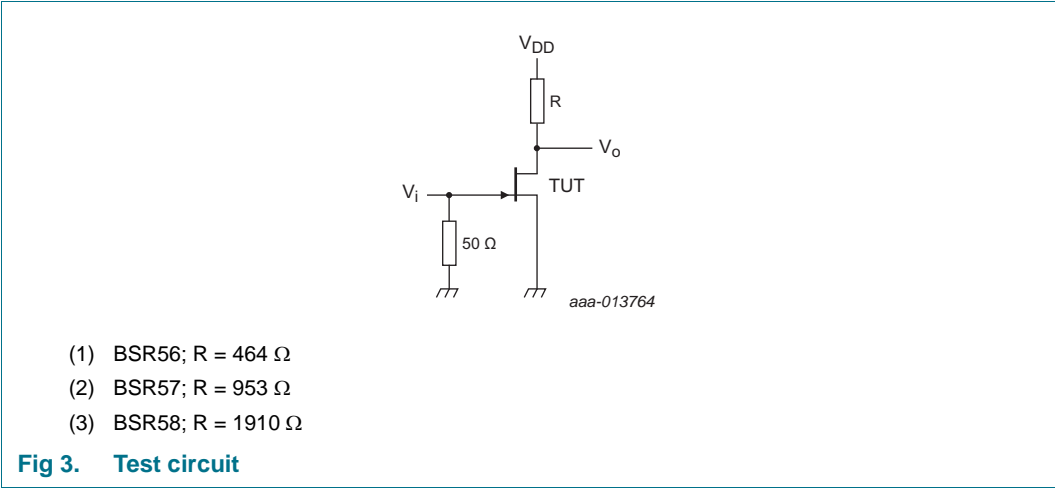 VDD
R
Vo
Vi
TUT
50 Ω
aaa-013764
(1) BSR56; R = 464 Ω
(2) BSR57; R = 953 Ω
(3) BSR58; R = 1910 Ω
Fig 3. Test circuit